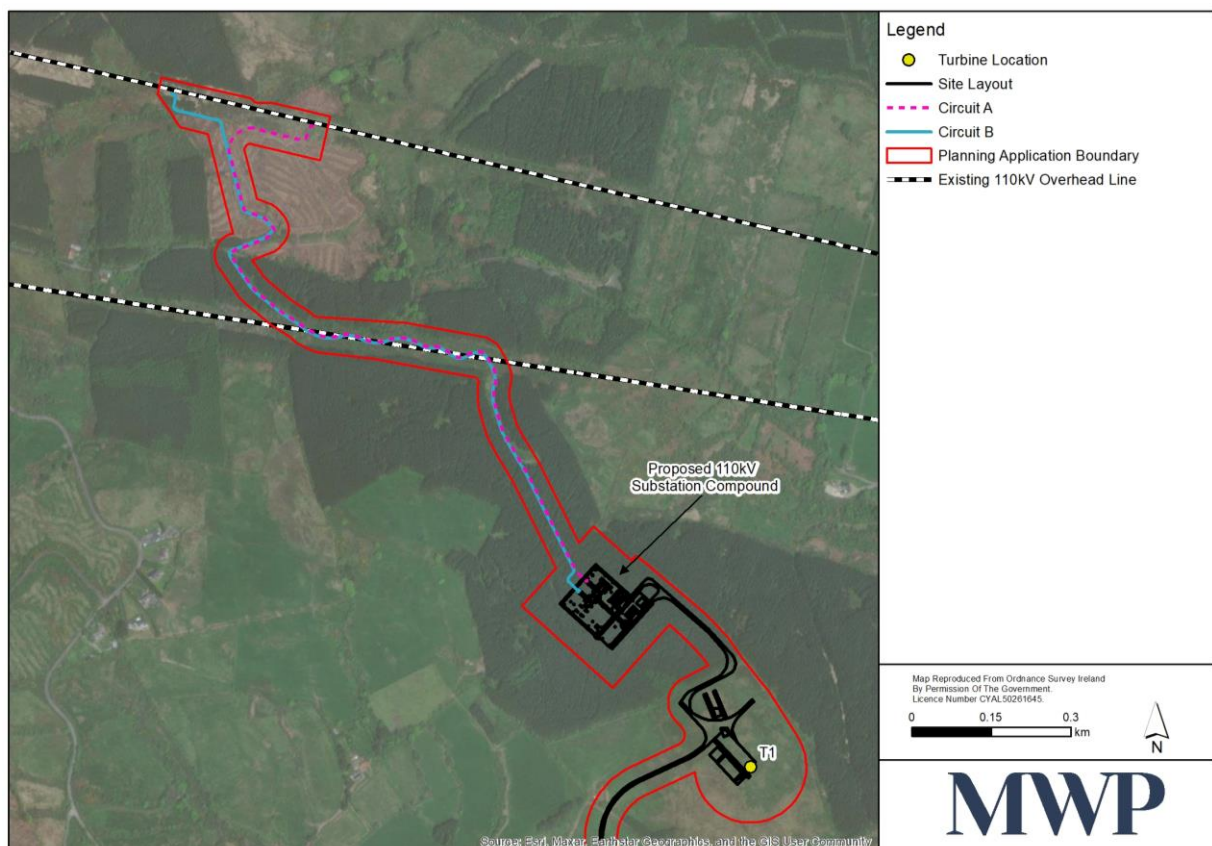 Legend
Turbine Location
Site Layout
Circuit A
Circuit B
Planning Application Boundary
Existing 110kV Overhead Line
Proposed 110kV
Substation Compound
T1
Map Reproduced From Ordnance Survey Ireland
By Permission Of The Government.
Licence Number CYAL50261645.
0 0.15 0.3
km
N
MWP
Source: Esri, Maxar, Earthstar Geographics, and the GIS User Community